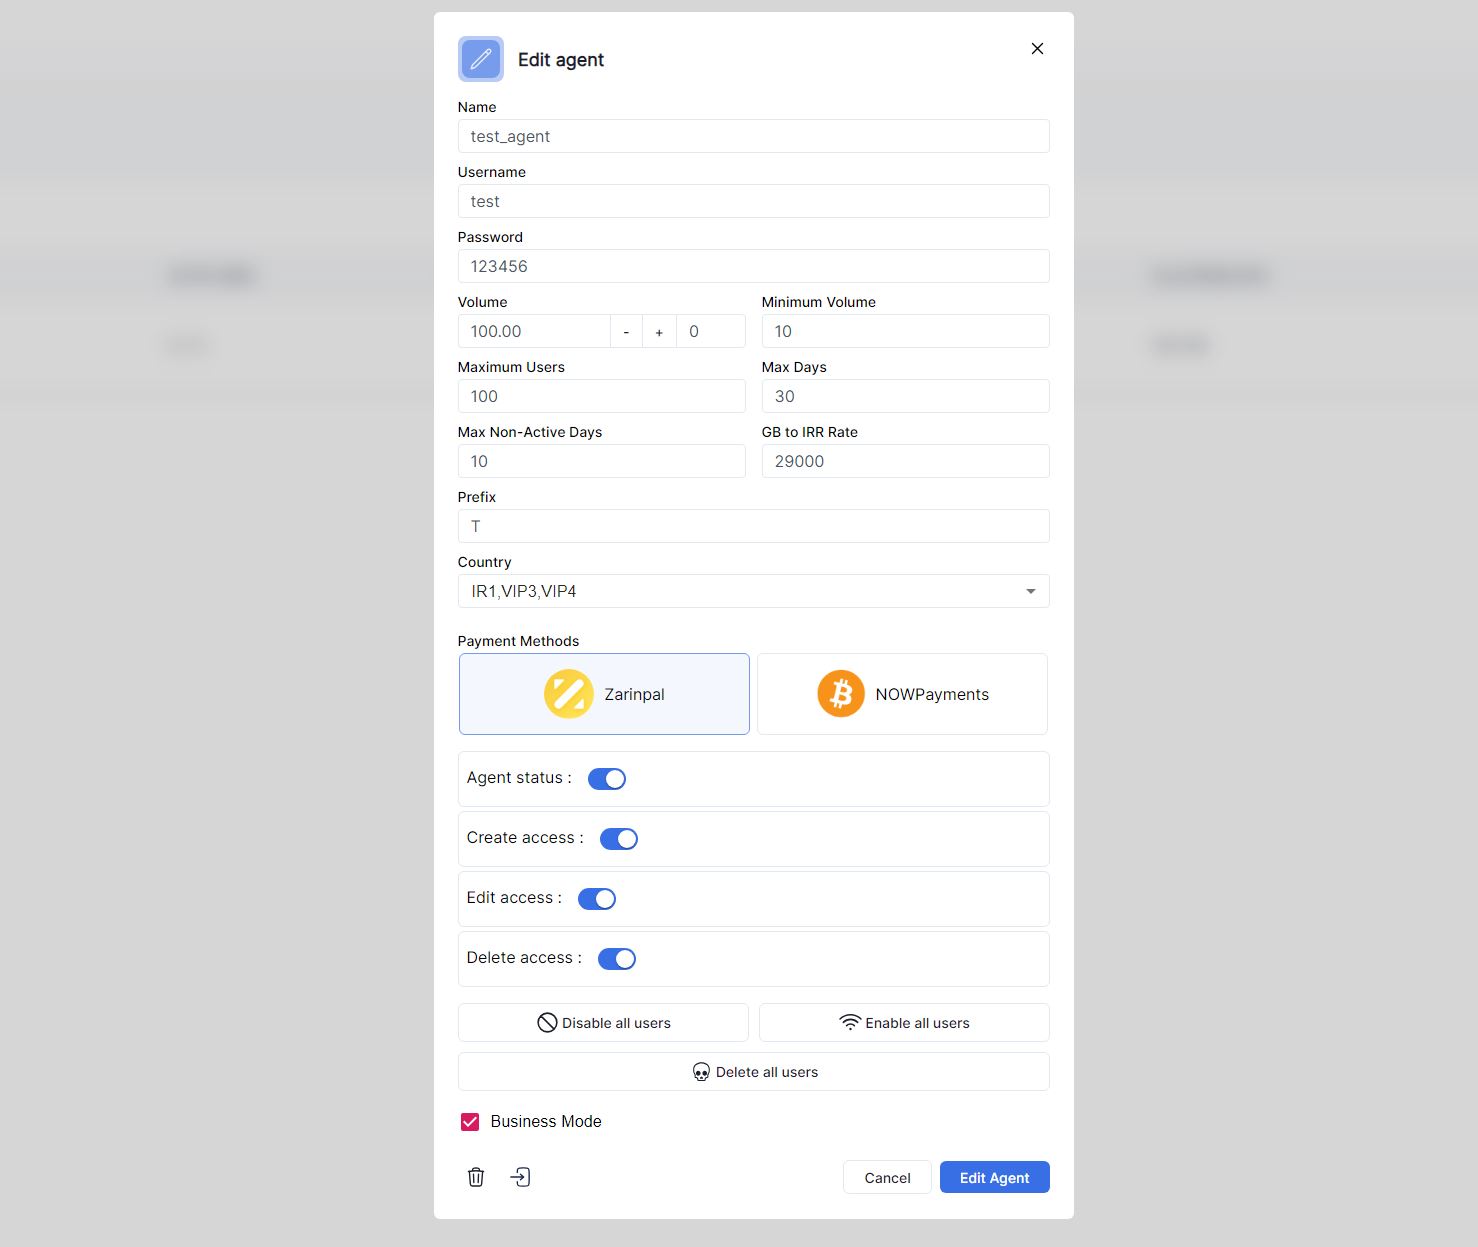 Edit agent
Name
test_agent
Username
test
Password
123456
Volume
Minimum Volume
100.00 - + 0
10
Maximum Users
Max Days
100
30
Max Non-Active Days
GB to IRR Rate
10
29000
Prefix
T
Country
IR1,VIP3,VIP4
Payment Methods
Zarinpal
NOWPayments
Agent status :
Create access :
Edit access :
Delete access :
Disable all users
Enable all users
Delete all users
Business Mode
Cancel
Edit Agent